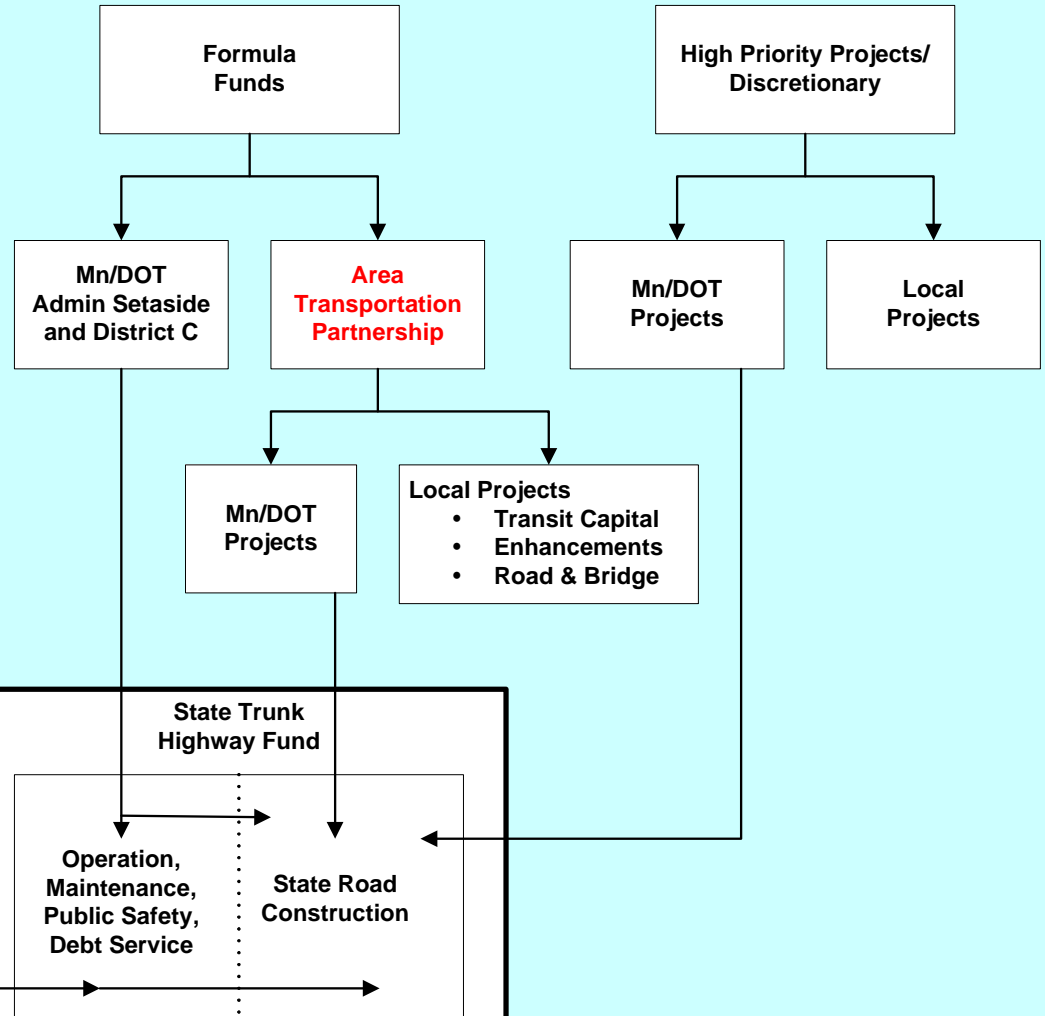 Formula
Funds
High Priority Projects/
Discretionary
Mn/DOT
Admin Setaside
and District C
Area
Transportation
Partnership
Mn/DOT
Projects
Local
Projects
Mn/DOT
Projects
Local Projects
• Transit Capital
• Enhancements
• Road & Bridge
State Trunk
Highway Fund
Operation,
Maintenance,
Public Safety,
Debt Service
State Road
Construction